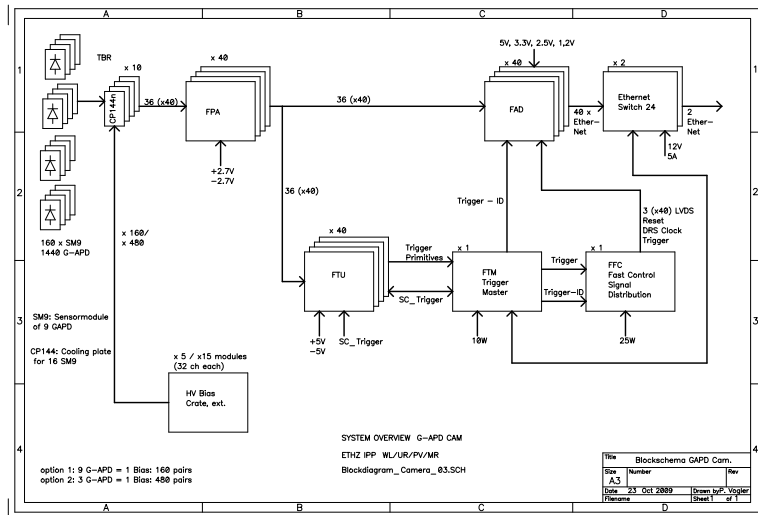 A B C D
1 1
5V, 3.3V, 2.5V, 1,2V
TBR
x 10
x 40
x 40
x 2
CP144n
36 (x40)
FPA
36 (x40)
FAD
40 x
Ether-
Net
Ethernet
Switch 24
2
Ether-
Net
+2.7V
-2.7V
12V
5A
2 2
36 (x40)
Trigger - ID
3 (x40) LVDS
Reset
DRS Clock
Trigger
160 x SM9
1440 G-APD
x 160/
x 480
x 40
FTU
Trigger
Primitives
SC_Trigger
x 1
FTM
Trigger
Master
Trigger
Trigger-ID
x 1
FFC
Fast Control
Signal
Distribution
3 3
SM9: Sensormodule
of 9 GAPD
+5V
-5V
SC_Trigger
10W
25W
CP144: Cooling plate
for 16 SM9
x 5 / x15 modules
(32 ch each)
HV Bias
Crate, ext.
4 4
SYSTEM OVERVIEW G-APD CAM
ETHZ IPP WL/UR/PV/MR
Blockdiagram_Camera_03.SCH
option 1: 9 G-APD = 1 Bias: 160 pairs
option 2: 3 G-APD = 1 Bias: 480 pairs
Title Blockschema GAPD Cam.
Size Number Rev
A3
Date 23 Oct 2009 Drawn by P. Vogler
Filename Sheet 1 of 1
A B C D